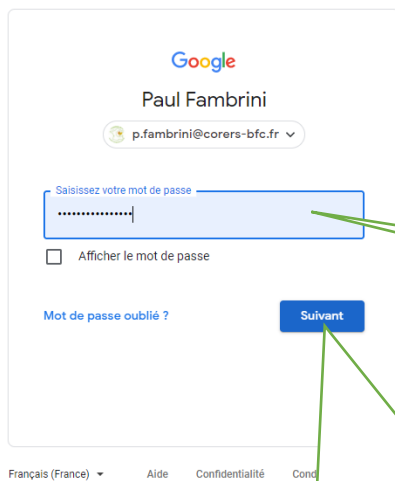 Google
Paul Fambrini
p.fambrini@corers-bfc.fr
Saisissez votre mot de passe
••••••••••••••••
Afficher le mot de passe
Mot de passe oublié ?
Suivant
Français (France) Aide Confidentialité Cond